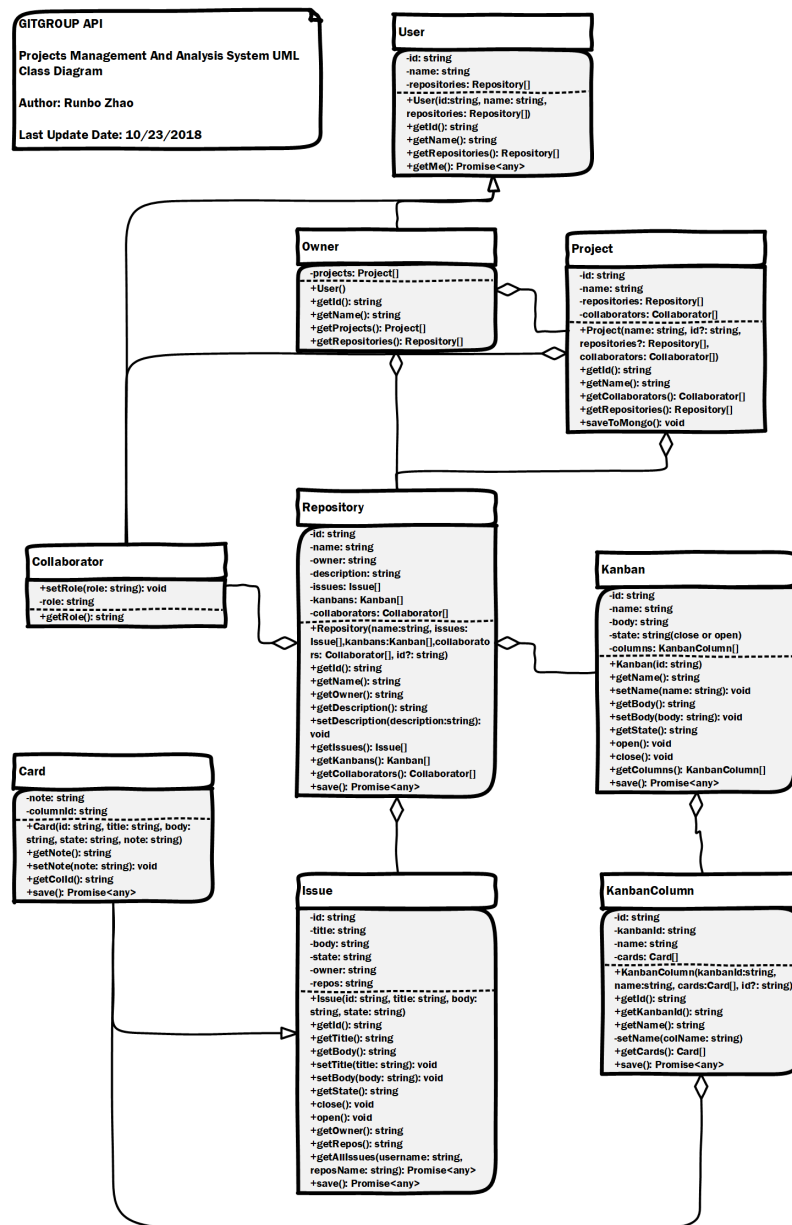 GITGROUP API
Projects Management And Analysis System UML
Class Diagram
Author: Runbo Zhao
Last Update Date: 10/23/2018
User
-id: string
-name: string
-repositories: Repository[]
+User(id:string, name: string,
repositories: Repository[])
+getId(): string
+getName(): string
+getRepositories(): Repository[]
+getMe(): Promise<any>
Owner
-projects: Project[]
+User()
+getId(): string
+getName(): string
+getProjects(): Project[]
+getRepositories(): Repository[]
Project
-id: string
-name: string
-repositories: Repository[]
-collaborators: Collaborator[]
+Project(name: string, id?: string,
repositories?: Repository[],
collaborators: Collaborator[])
+getId(): string
+getName(): string
+getCollaborators(): Collaborator[]
+getRepositories(): Repository[]
+saveToMongo(): void
Repository
-id: string
-name: string
-owner: string
-description: string
-issues: Issue[]
-kanbans: Kanban[]
-collaborators: Collaborator[]
+Repository(name:string, issues:
Issue[],kanbans:Kanban[],collaborato
rs: Collaborator[], id?: string)
+getId(): string
+getName(): string
+getOwner(): string
+getDescription(): string
+setDescription(description:string):
void
+getIssues(): Issue[]
+getKanbans(): Kanban[]
+getCollaborators(): Collaborator[]
+save(): Promise<any>
Collaborator
+setRole(role: string): void
-role: string
+getRole(): string
Kanban
-id: string
-name: string
-body: string
-state: string(close or open)
-columns: KanbanColumn[]
+Kanban(id: string)
+getName(): string
+setName(name: string): void
+getBody(): string
+setBody(body: string): void
+getState(): string
+open(): void
+close(): void
+getColumns(): KanbanColumn[]
+save(): Promise<any>
Card
-note: string
-columnId: string
+Card(id: string, title: string, body:
string, state: string, note: string)
+getNote(): string
+setNote(note: string): void
+getColId(): string
+save(): Promise<any>
Issue
-id: string
-title: string
-body: string
-state: string
-owner: string
-repos: string
+Issue(id: string, title: string, body:
string, state: string)
+getId(): string
+getTitle(): string
+getBody(): string
+setTitle(title: string): void
+setBody(body: string): void
+getState(): string
+close(): void
+open(): void
+getOwner(): string
+getRepos(): string
+getAllIssues(username: string,
reposName: string): Promise<any>
+save(): Promise<any>
KanbanColumn
-id: string
-kanbanId: string
-name: string
-cards: Card[]
+KanbanColumn(kanbanId:string,
name:string, cards:Card[], id?: string)
+getId(): string
+getKanbanId(): string
+getName(): string
-setName(colName: string)
+getCards(): Card[]
+save(): Promise<any>